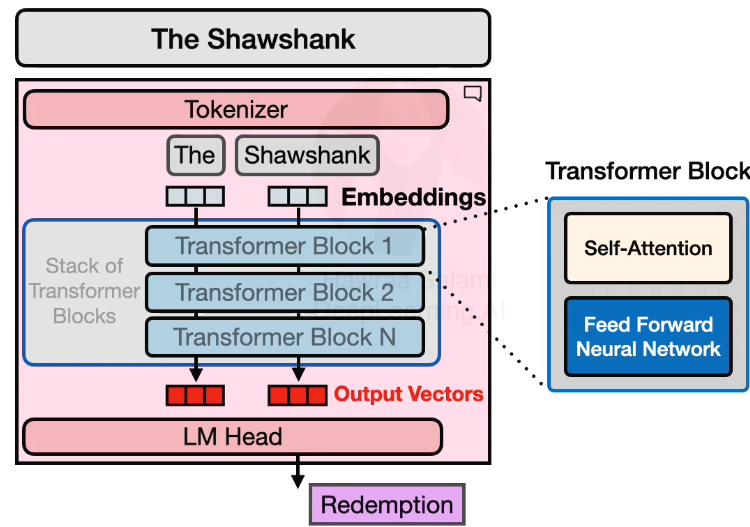 The Shawshank
Tokenizer
The
Shawshank
Embeddings
Transformer Block
Stack of
Transformer
Blocks
Transformer Block 1
Transformer Block 2
Transformer Block N
Self-Attention
Feed Forward
Neural Network
Output Vectors
LM Head
Redemption